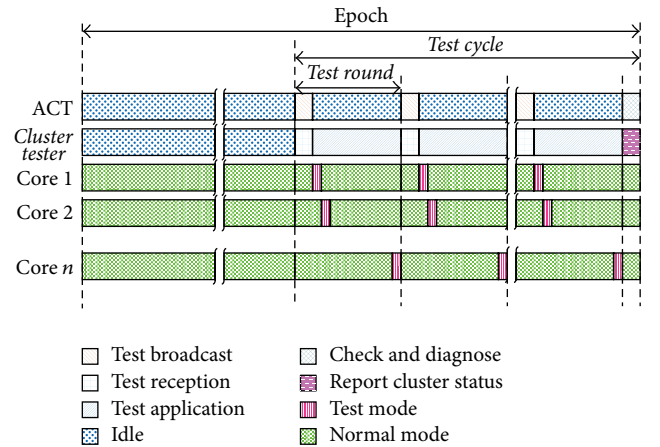 Epoch
Test cycle
Test round
ACT
Cluster
tester
Core 1
Core 2
Core n
Test broadcast
Test reception
Test application
Idle
Check and diagnose
Report cluster status
Test mode
Normal mode